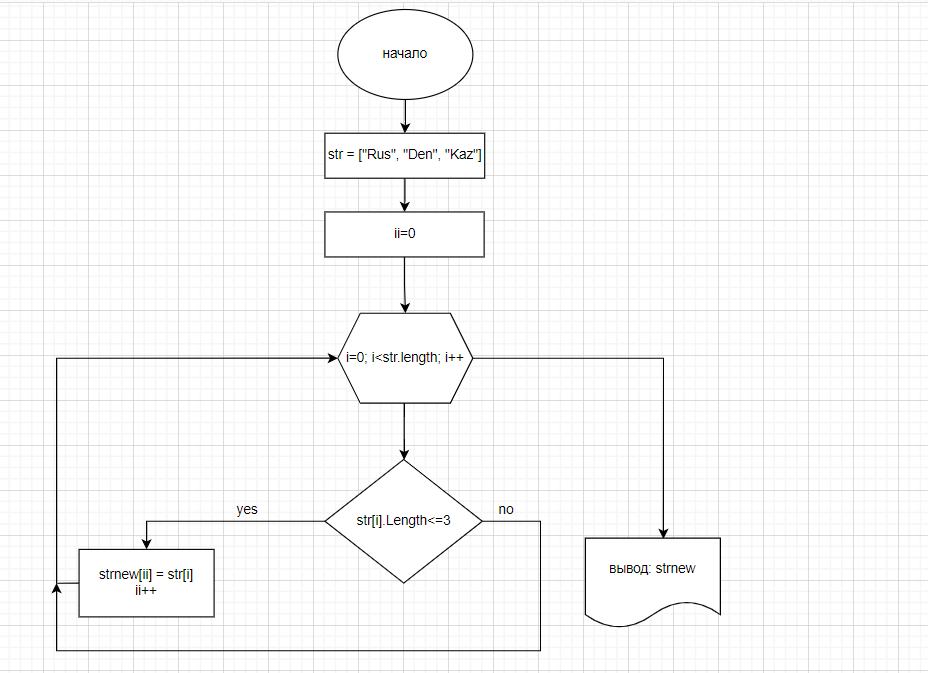 начало
str = ["Rus", "Den", "Kaz"]
ii=0
i=0; i<str.length; i++
yes
str[i].Length<=3
no
strnew[ii] = str[i]
ii++
вывод: strnew